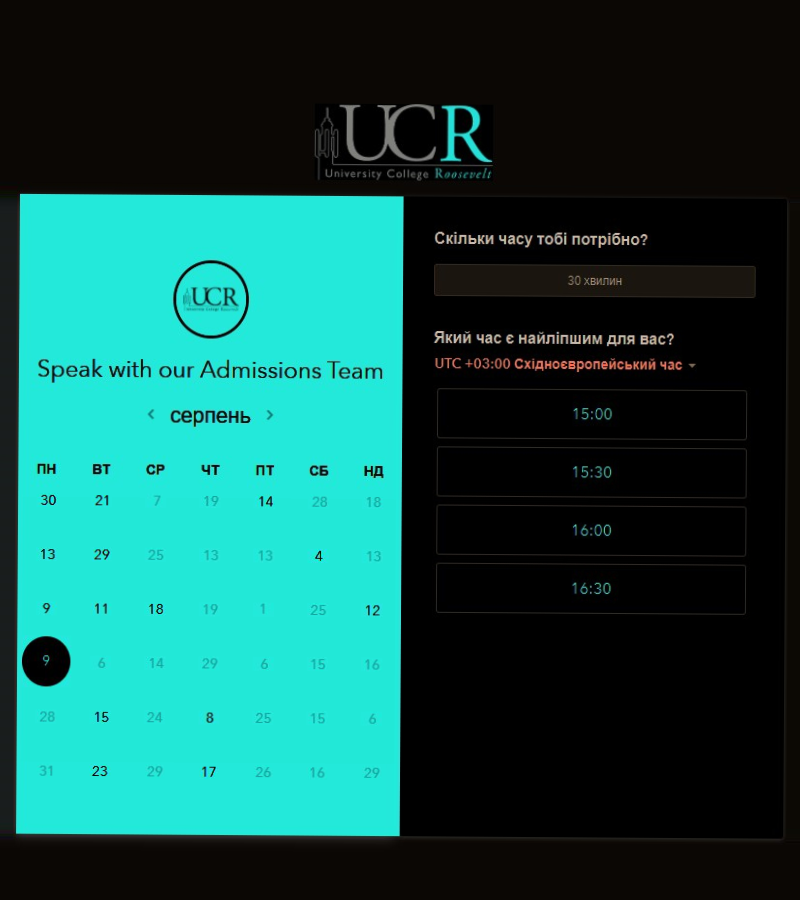 UCR
University College Roosevelt
UCR
Speak with our Admissions Team
серпень
ПН ВТ СР ЧТ ПТ СБ НД
30 21 7 19 14 28 18
13 29 25 13 13 4 13
9 11 18 19 1 25 12
9 6 14 29 6 15 16
28 15 24 8 25 15 6
31 23 29 17 26 16 29
Скільки часу тобі потрібно?
30 хвилин
Який час є найліпшим для вас?
UTC +03:00 Східноєвропейський час
15:00
15:30
16:00
16:30